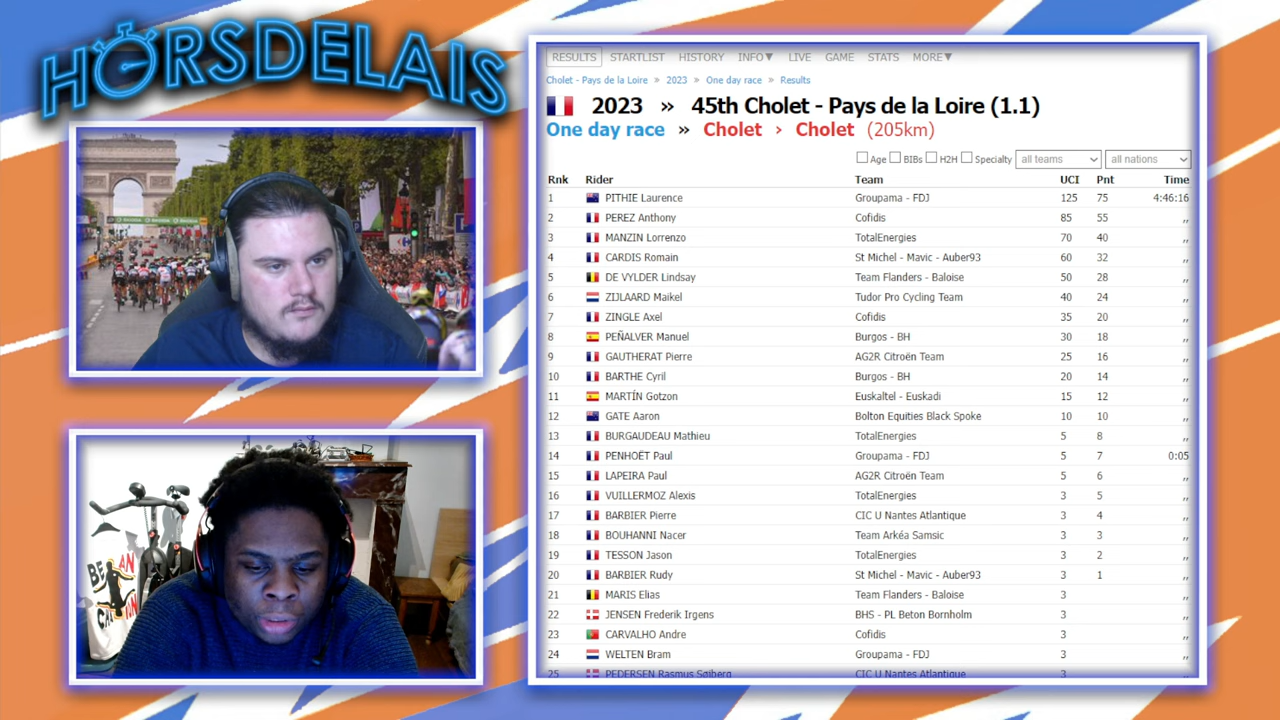 HORSDELAIS
BE AN
RESULTS STARTLIST HISTORY INFO▼ LIVE GAME STATS MORE▼
Cholet - Pays de la Loire » 2023 » One day race » Results
2023 » 45th Cholet - Pays de la Loire (1.1)
One day race » Cholet › Cholet (205km)
Age BIBs H2H Specialty all teams all nations
Rnk Rider Team UCI Pnt Time
1 PITHIE Laurence Groupama - FDJ 125 75 4:46:16
2 PEREZ Anthony Cofidis 85 55 ,,
3 MANZIN Lorrenzo TotalEnergies 70 40 ,,
4 CARDIS Romain St Michel - Mavic - Auber93 60 32 ,,
5 DE VYLDER Lindsay Team Flanders - Baloise 50 28 ,,
6 ZIJLAARD Maikel Tudor Pro Cycling Team 40 24 ,,
7 ZINGLE Axel Cofidis 35 20 ,,
8 PEÑALVER Manuel Burgos - BH 30 18 ,,
9 GAUTHERAT Pierre AG2R Citroën Team 25 16 ,,
10 BARTHE Cyril Burgos - BH 20 14 ,,
11 MARTÍN Gotzon Euskaltel - Euskadi 15 12 ,,
12 GATE Aaron Bolton Equities Black Spoke 10 10 ,,
13 BURGAUDEAU Mathieu TotalEnergies 5 8 ,,
14 PENHOËT Paul Groupama - FDJ 5 7 0:05
15 LAPEIRA Paul AG2R Citroën Team 5 6 ,,
16 VUILLERMOZ Alexis TotalEnergies 3 5 ,,
17 BARBIER Pierre CIC U Nantes Atlantique 3 4 ,,
18 BOUHANNI Nacer Team Arkéa Samsic 3 3 ,,
19 TESSON Jason TotalEnergies 3 2 ,,
20 BARBIER Rudy St Michel - Mavic - Auber93 3 1 ,,
21 MARIS Elias Team Flanders - Baloise 3 ,,
22 JENSEN Frederik Irgens BHS - PL Beton Bornholm 3 ,,
23 CARVALHO Andre Cofidis 3 ,,
24 WELTEN Bram Groupama - FDJ 3 ,,
25 PEDERSEN Rasmus Søjberg CIC U Nantes Atlantique 3 ,,